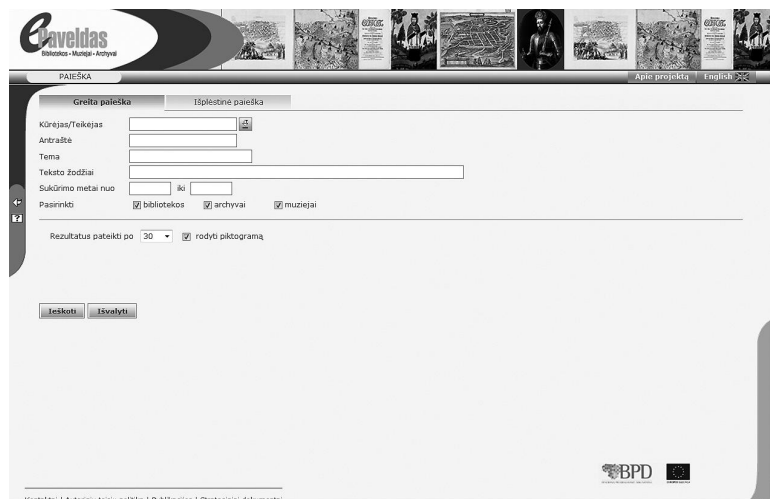 ePaveldas
Bibliotekos • Muziejai • Archyvai
PAIEŠKA
Apie projektą English
Greita paieška Išplėstinė paieška
Kūrėjas/Teikėjas
Antraštė
Tema
Teksto žodžiai
Sukūrimo metai nuo iki
Pasirinkti bibliotekos archyvai muziejai
Rezultatus pateikti po 30 rodyti piktogramą
Ieškoti Išvalyti
BPD